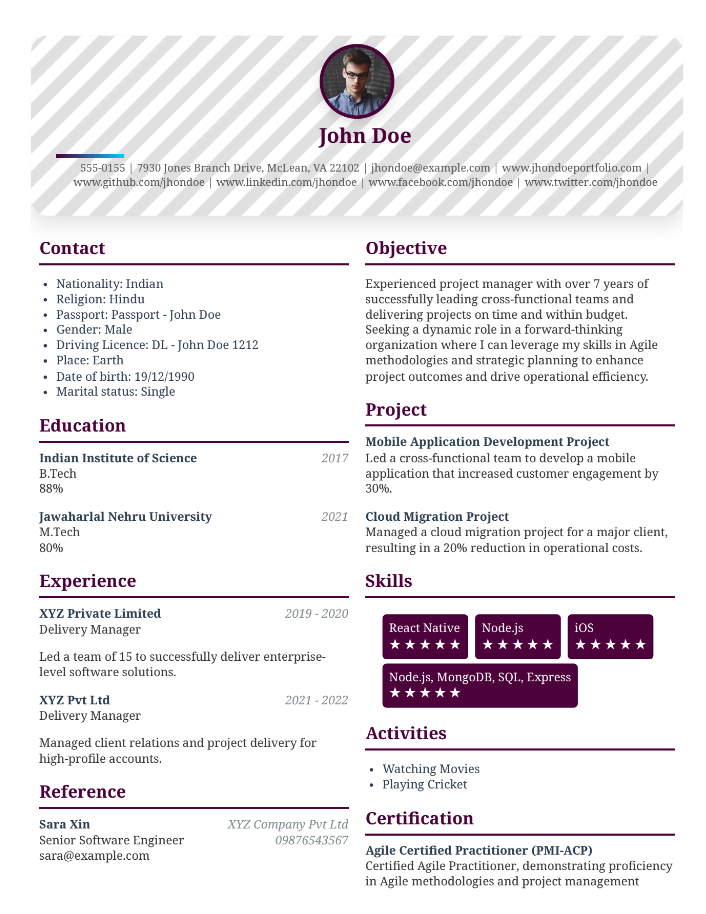 John Doe
555-0155 | 7930 Jones Branch Drive, McLean, VA 22102 | jhondoe@example.com | www.jhondoeportfolio.com |
www.github.com/jhondoe | www.linkedin.com/jhondoe | www.facebook.com/jhondoe | www.twitter.com/jhondoe
Contact
• Nationality: Indian
• Religion: Hindu
• Passport: Passport - John Doe
• Gender: Male
• Driving Licence: DL - John Doe 1212
• Place: Earth
• Date of birth: 19/12/1990
• Marital status: Single
Education
Indian Institute of Science 2017
B.Tech
88%
Jawaharlal Nehru University 2021
M.Tech
80%
Experience
XYZ Private Limited 2019 - 2020
Delivery Manager
Led a team of 15 to successfully deliver enterprise-
level software solutions.
XYZ Pvt Ltd 2021 - 2022
Delivery Manager
Managed client relations and project delivery for
high-profile accounts.
Reference
Sara Xin XYZ Company Pvt Ltd
Senior Software Engineer 09876543567
sara@example.com
Objective
Experienced project manager with over 7 years of
successfully leading cross-functional teams and
delivering projects on time and within budget.
Seeking a dynamic role in a forward-thinking
organization where I can leverage my skills in Agile
methodologies and strategic planning to enhance
project outcomes and drive operational efficiency.
Project
Mobile Application Development Project
Led a cross-functional team to develop a mobile
application that increased customer engagement by
30%.
Cloud Migration Project
Managed a cloud migration project for a major client,
resulting in a 20% reduction in operational costs.
Skills
React Native Node.js iOS
★★★★★ ★★★★★ ★★★★★
Node.js, MongoDB, SQL, Express
★★★★★
Activities
• Watching Movies
• Playing Cricket
Certification
Agile Certified Practitioner (PMI-ACP)
Certified Agile Practitioner, demonstrating proficiency
in Agile methodologies and project management